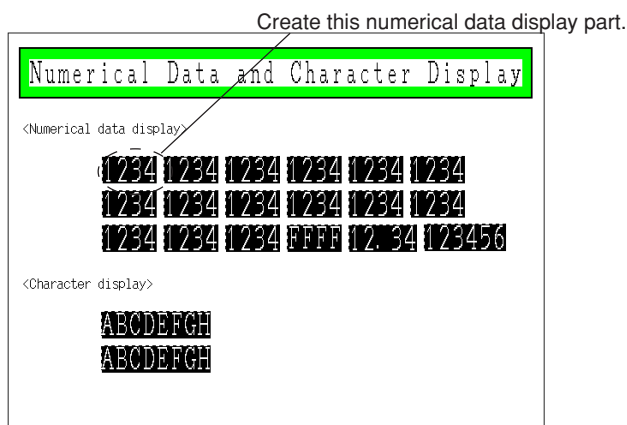 Create this numerical data display part.
Numerical Data and Character Display
<Numerical data display>
1234 1234 1234 1234 1234 1234
1234 1234 1234 1234 1234 1234
1234 1234 1234 FFFF 12.34 123456
<Character display>
ABCDEFGH
ABCDEFGH